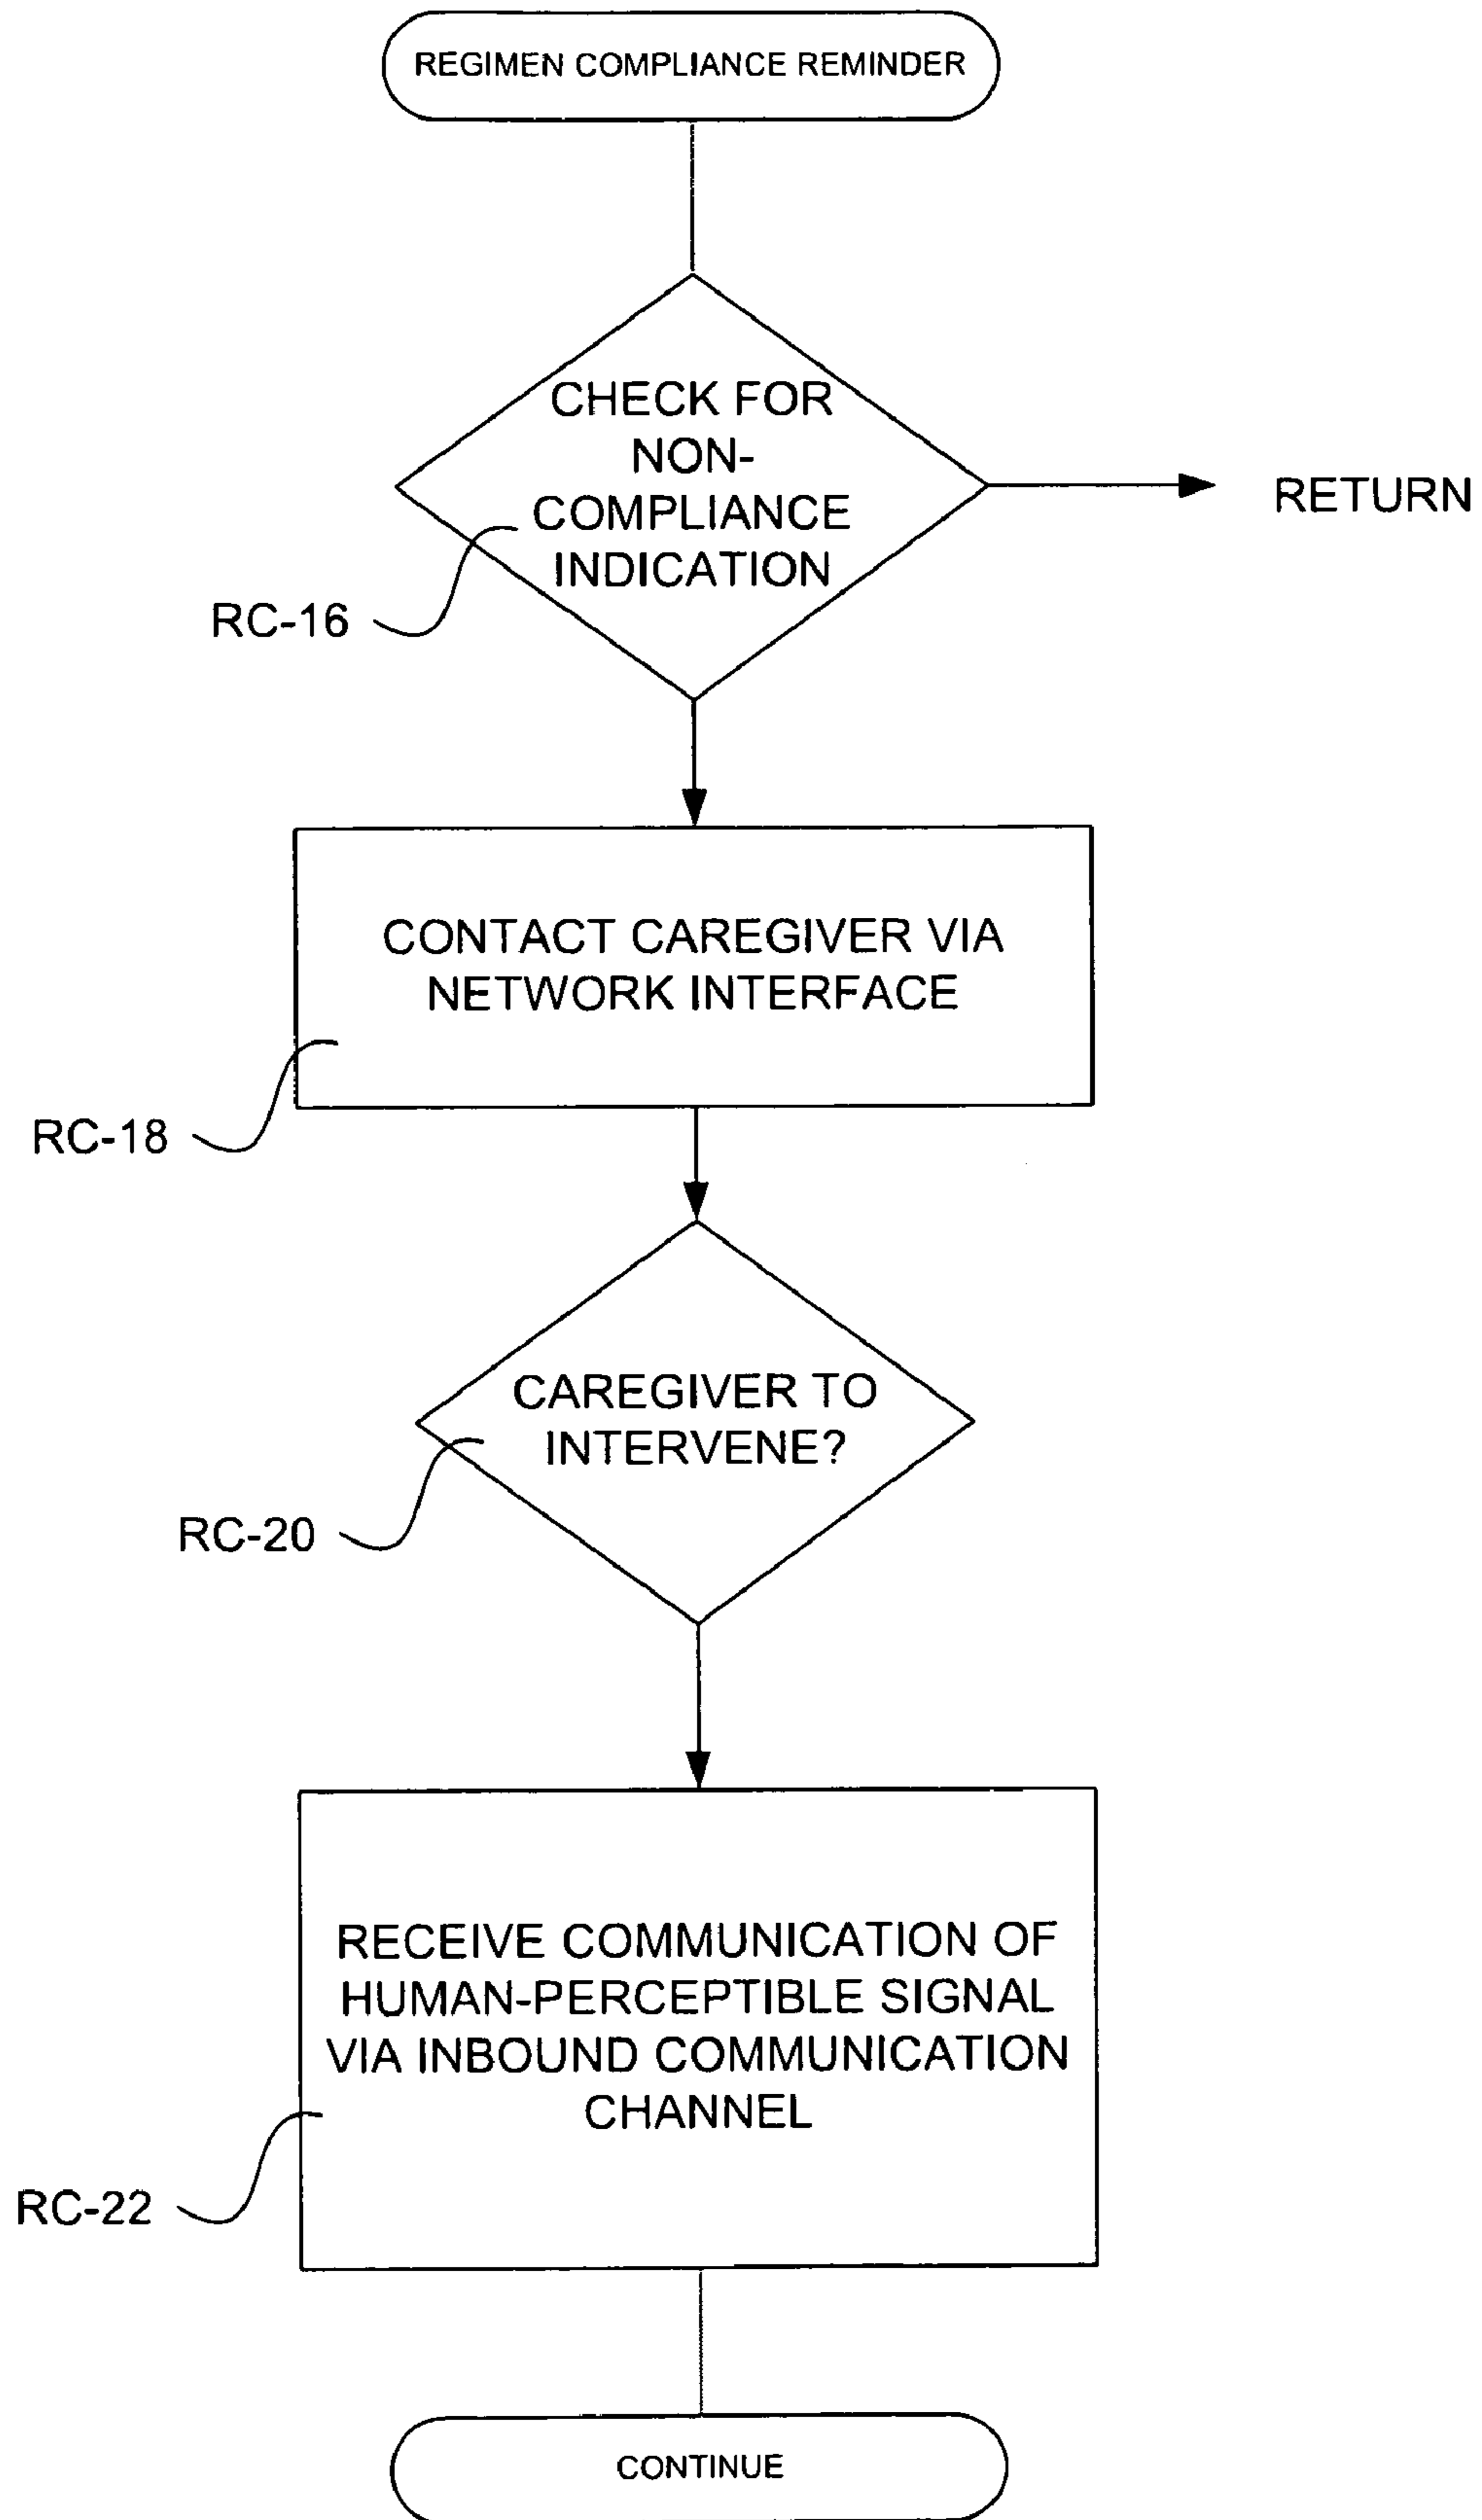 REGIMEN COMPLIANCE REMINDER
CHECK FOR
NON-
COMPLIANCE
INDICATION
RETURN
RC-16
CONTACT CAREGIVER VIA
NETWORK INTERFACE
RC-18
CAREGIVER TO
INTERVENE?
RC-20
RECEIVE COMMUNICATION OF
HUMAN-PERCEPTIBLE SIGNAL
VIA INBOUND COMMUNICATION
CHANNEL
RC-22
CONTINUE